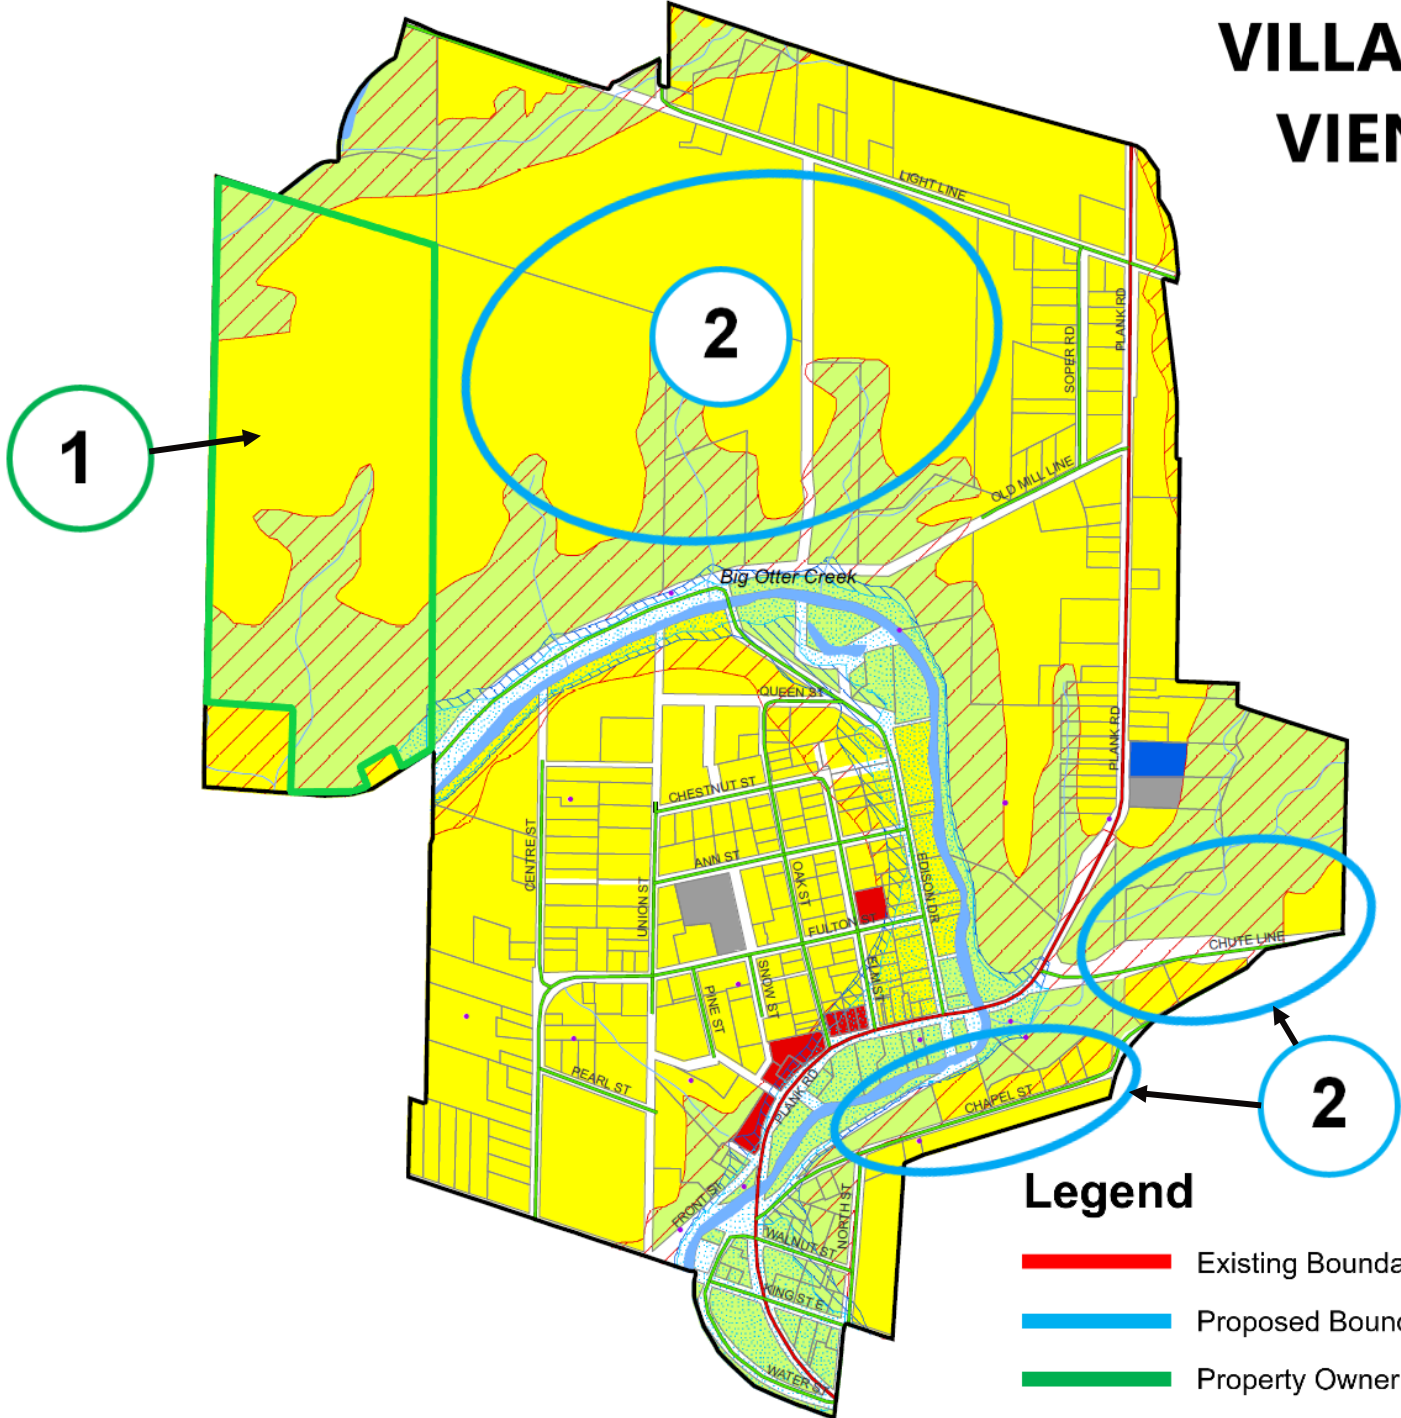 VILLA
VIEN
LIGHT LINE
2
PLANK RD
SOPER RD
1
OLD MILL LINE
Big Otter Creek
QUEEN ST
PLANK RD
CHESTNUT ST
CENTRE ST
ANN ST
OAK ST
EDISON DR
UNION ST
FULTON ST
CHUTE LINE
SNOW ST
ELM ST
PINE ST
PEARL ST
PLANK RD
CHAPEL ST
2
FRONT ST
NORTH ST
WALNUT ST
KING ST E
WATER ST
Legend
Existing Bounda
Proposed Bound
Property Owner